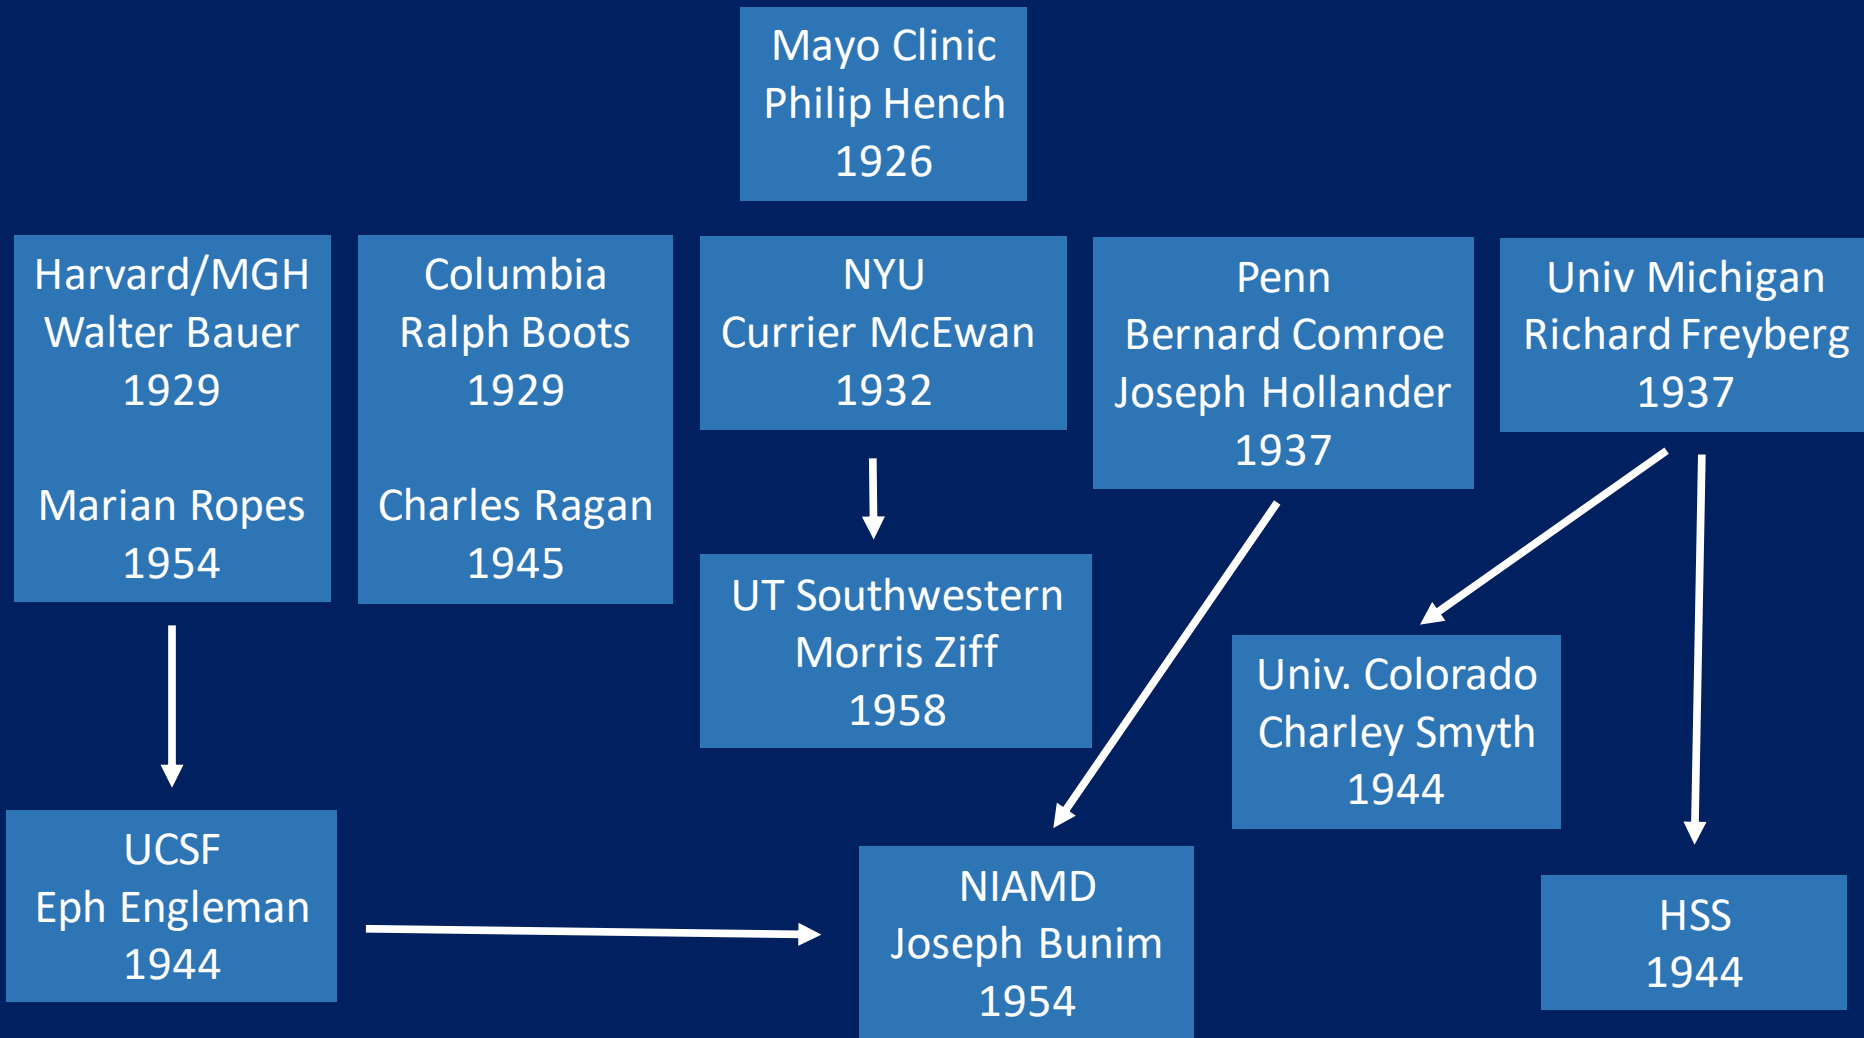 Mayo Clinic
Philip Hench
1926
Harvard/MGH
Walter Bauer
1929
Marian Ropes
1954
Columbia
Ralph Boots
1929
Charles Ragan
1945
NYU
Currier McEwan
1932
Penn
Bernard Comroe
Joseph Hollander
1937
Univ Michigan
Richard Freyberg
1937
UT Southwestern
Morris Ziff
1958
Univ. Colorado
Charley Smyth
1944
UCSF
Eph Engleman
1944
NIAMD
Joseph Bunim
1954
HSS
1944